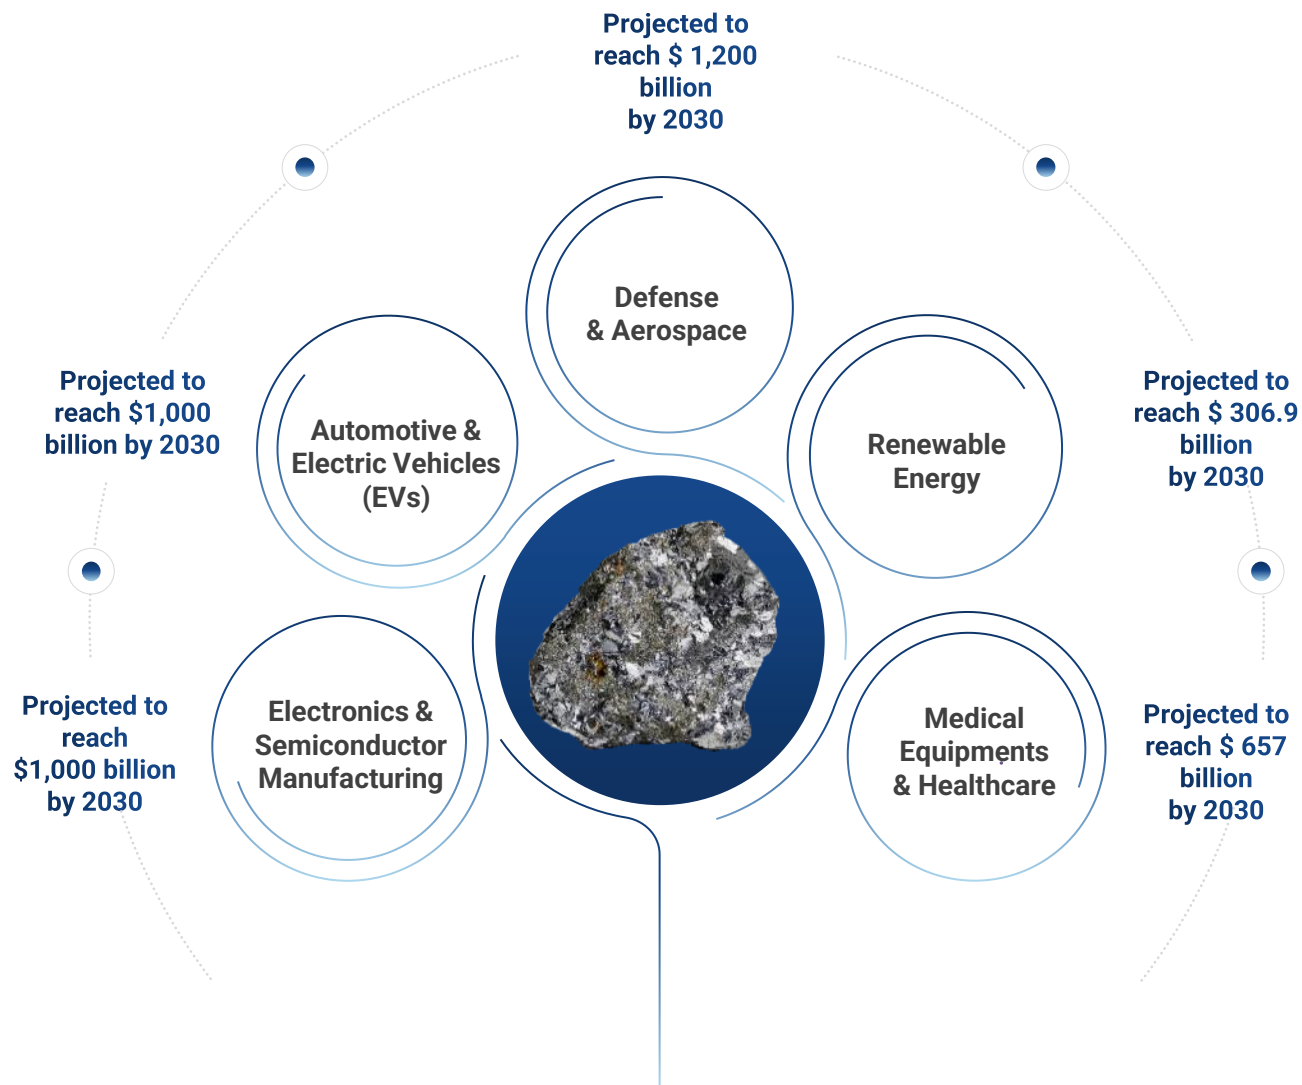 Projected to
reach $ 1,200
billion
by 2030
Defense
& Aerospace
Projected to
reach $1,000
billion by 2030
Automotive &
Electric Vehicles
(EVs)
Renewable
Energy
Projected to
reach $ 306.9
billion
by 2030
Projected to
reach
$1,000 billion
by 2030
Electronics &
Semiconductor
Manufacturing
Medical
Equipments
& Healthcare
Projected to
reach $ 657
billion
by 2030